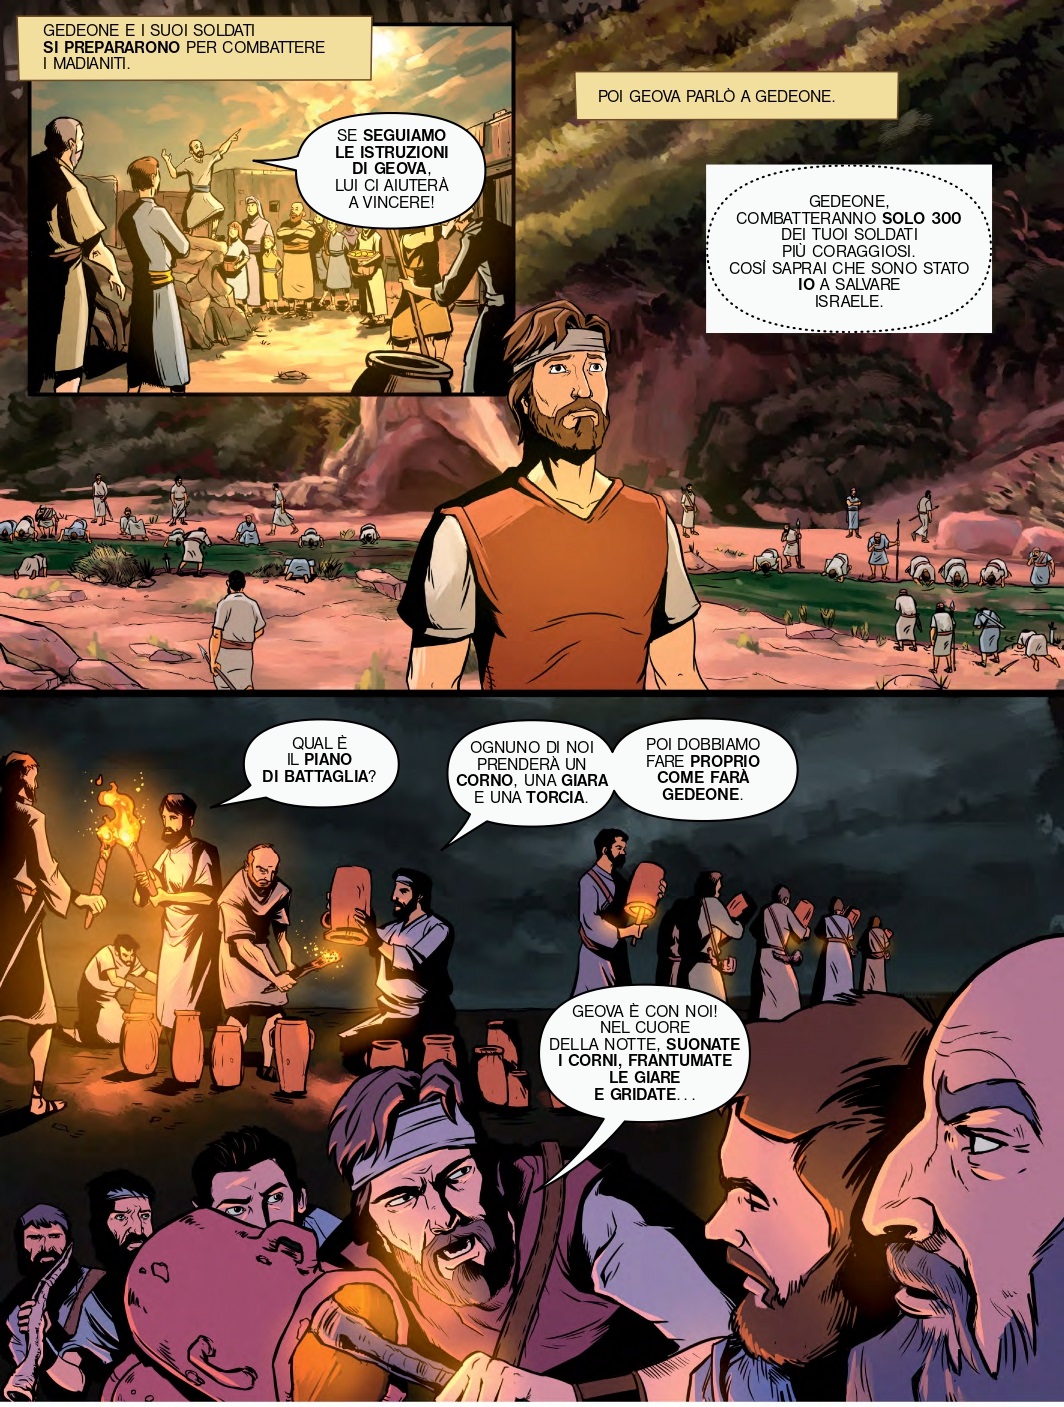 GEDEONE E I SUOI SOLDATI
SI PREPARARONO PER COMBATTERE
I MADIANITI.
SE SEGUIAMO
LE ISTRUZIONI
DI GEOVA,
LUI CI AIUTERÀ
A VINCERE!
POI GEOVA PARLÒ A GEDEONE.
GEDEONE,
COMBATTERANNO SOLO 300
DEI TUOI SOLDATI
PIÙ CORAGGIOSI.
COSÍ SAPRAI CHE SONO STATO
IO A SALVARE
ISRAELE.
QUAL È
IL PIANO
DI BATTAGLIA?
OGNUNO DI NOI
PRENDERÀ UN
CORNO, UNA GIARA
E UNA TORCIA.
POI DOBBIAMO
FARE PROPRIO
COME FARÀ
GEDEONE.
GEOVA È CON NOI!
NEL CUORE
DELLA NOTTE, SUONATE
I CORNI, FRANTUMATE
LE GIARE
E GRIDATE...